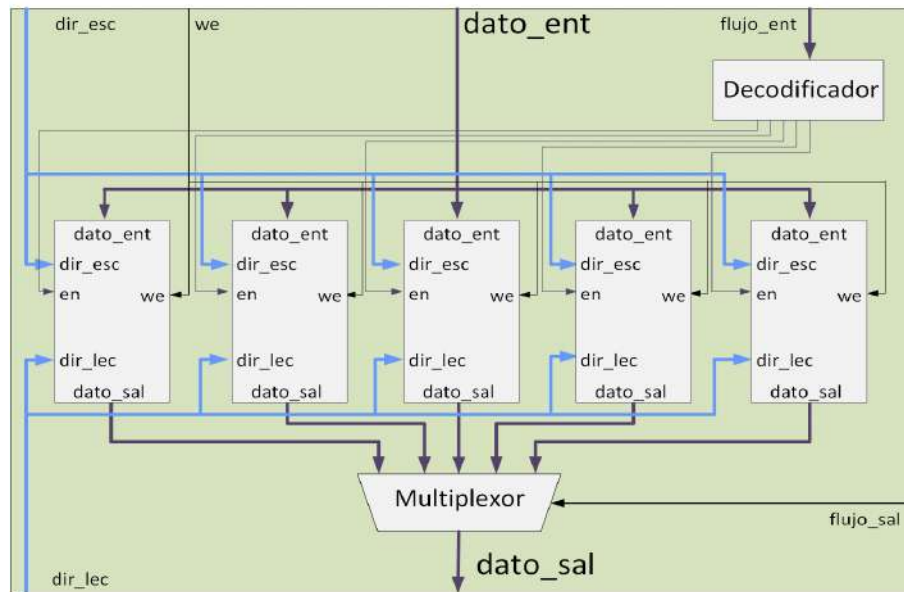 dir_esc
we
dato_ent
flujo_ent
Decodificador
dato_ent
dir_esc
en
we
dir_lec
dato_sal
dato_ent
dir_esc
en
we
dir_lec
dato_sal
dato_ent
dir_esc
en
we
dir_lec
dato_sal
dato_ent
dir_esc
en
we
dir_lec
dato_sal
dato_ent
dir_esc
en
we
dir_lec
dato_sal
Multiplexor
flujo_sal
dato_sal
dir_lec